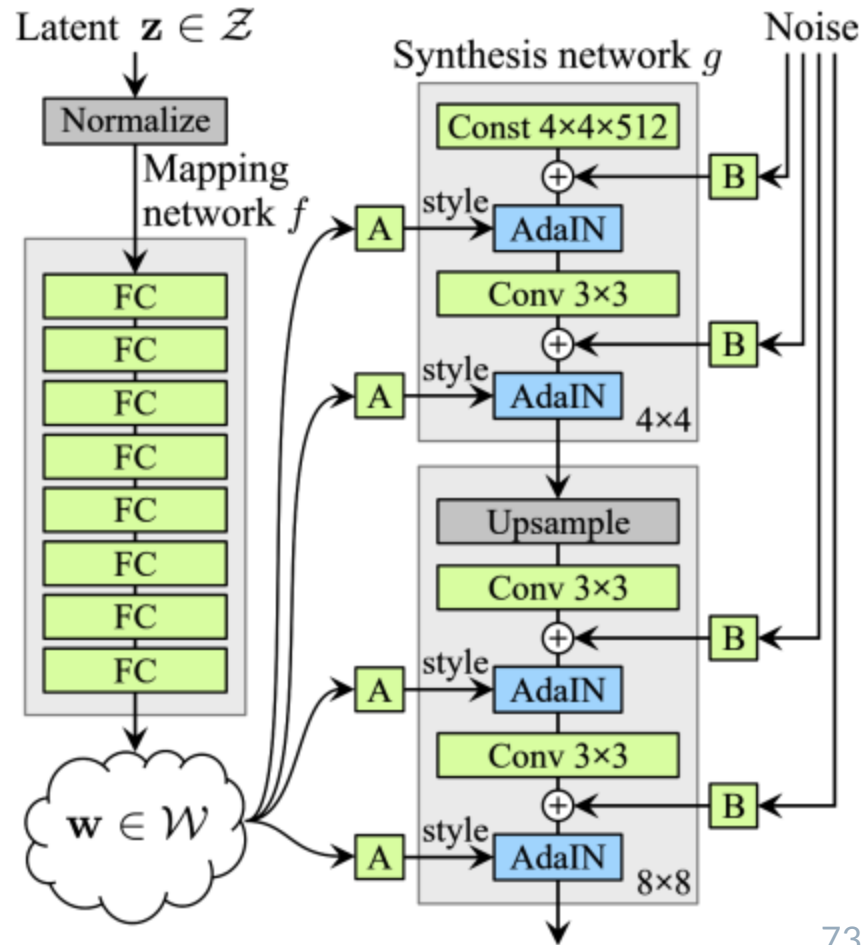 Latent z ∈ 𝒵
Normalize
Mapping
network f
FC
FC
FC
FC
FC
FC
FC
FC
w ∈ 𝒲
Synthesis network g
Noise
Const 4×4×512
+
B
A
style
AdaIN
Conv 3×3
+
B
A
style
AdaIN
4×4
Upsample
Conv 3×3
+
B
A
style
AdaIN
Conv 3×3
+
B
A
style
AdaIN
8×8
73